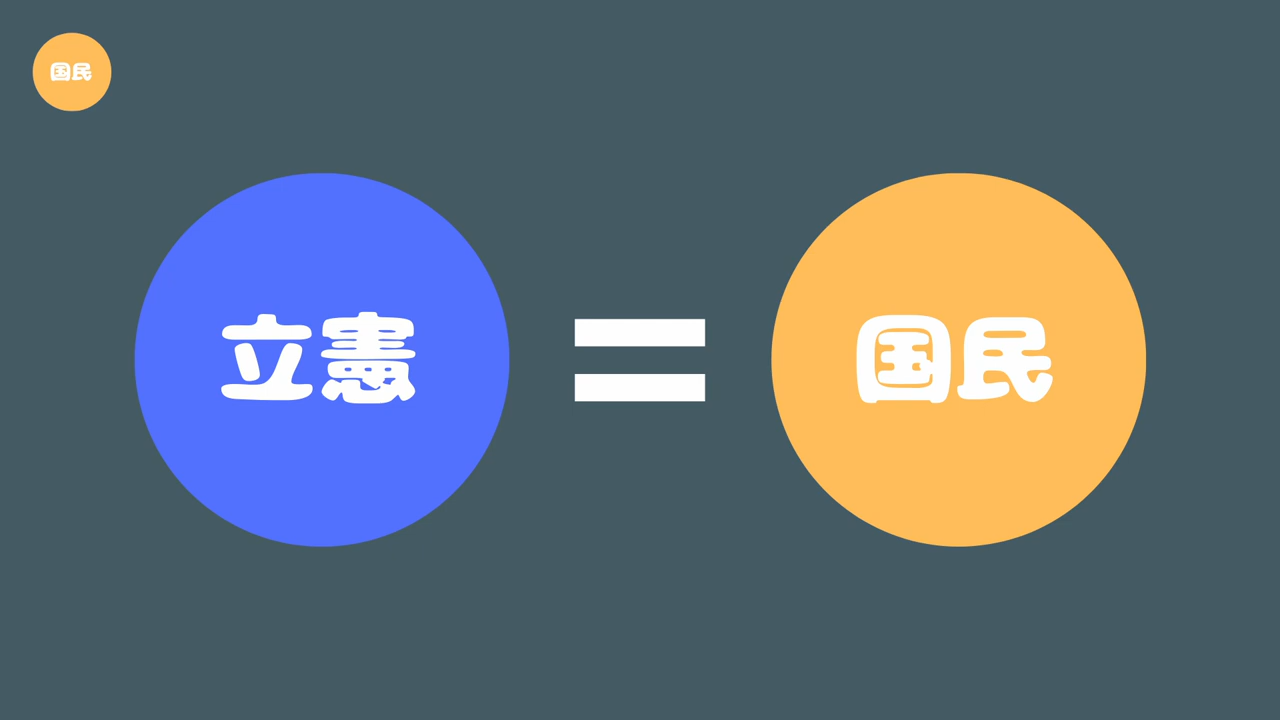 国民
立憲 = 国民